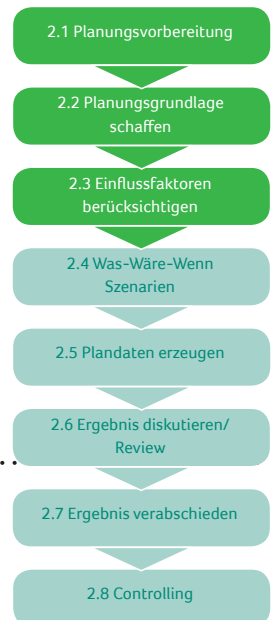 2.1 Planungsvorbereitung
2.2 Planungsgrundlage
schaffen
2.3 Einflussfaktoren
berücksichtigen
2.4 Was-Wäre-Wenn
Szenarien
2.5 Plandaten erzeugen
2.6 Ergebnis diskutieren/
Review
..
2.7 Ergebnis verabschieden
2.8 Controlling